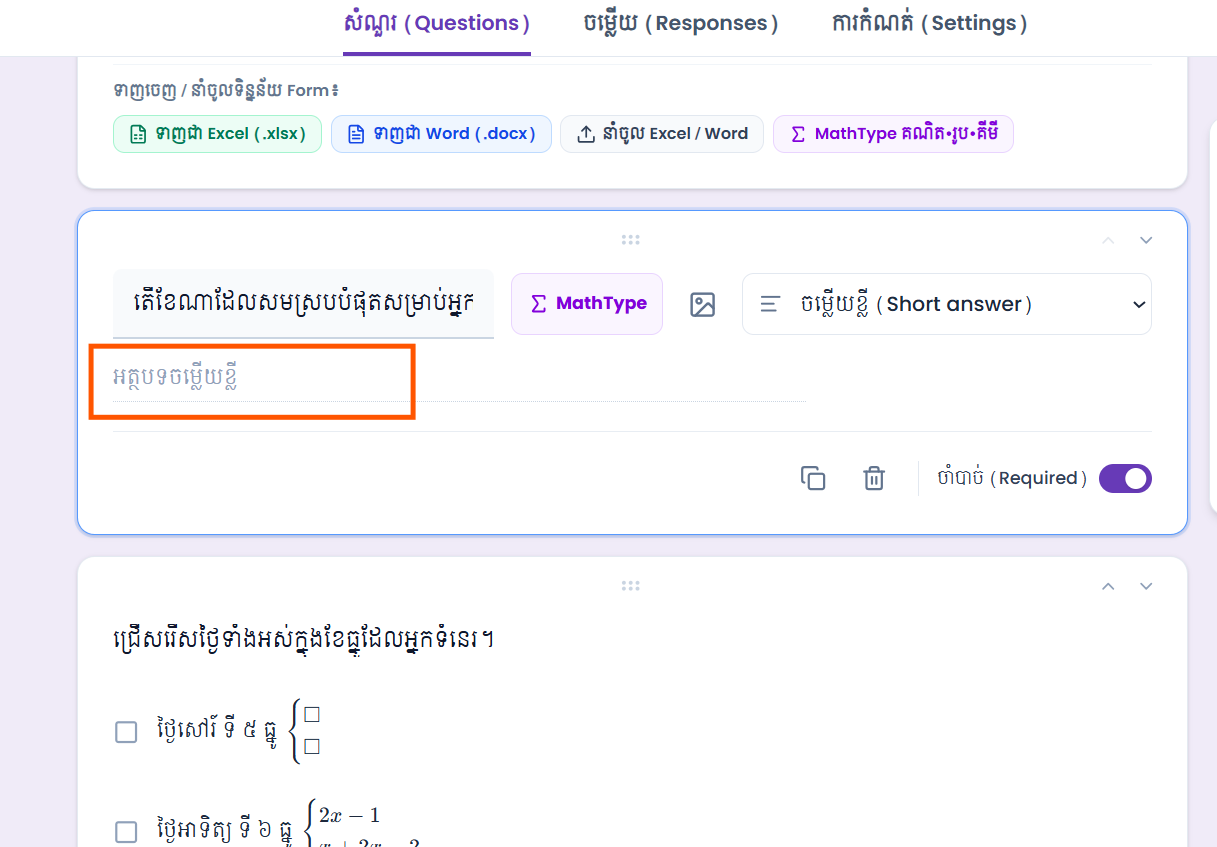 សំណួរ (Questions) ចម្លើយ (Responses) ការកំណត់ (Settings)
ទាញចេញ / នាំចូលទិន្នន័យ Form៖
ទាញជា Excel (.xlsx) ទាញជា Word (.docx) នាំចូល Excel / Word MathType គណិត•រូប•គីមី
តើខែណាដែលសមស្របបំផុតសម្រាប់អ្នក MathType ចម្លើយខ្លី (Short answer)
អត្ថបទចម្លើយខ្លី
ចាំបាច់ (Required)
ជ្រើសរើសថ្ងៃទាំងអស់ក្នុងខែធ្នូដែលអ្នកទំនេរ។
ថ្ងៃសៅរ៍ ទី ៥ ធ្នូ
ថ្ងៃអាទិត្យ ទី ៦ ធ្នូ 2x − 1